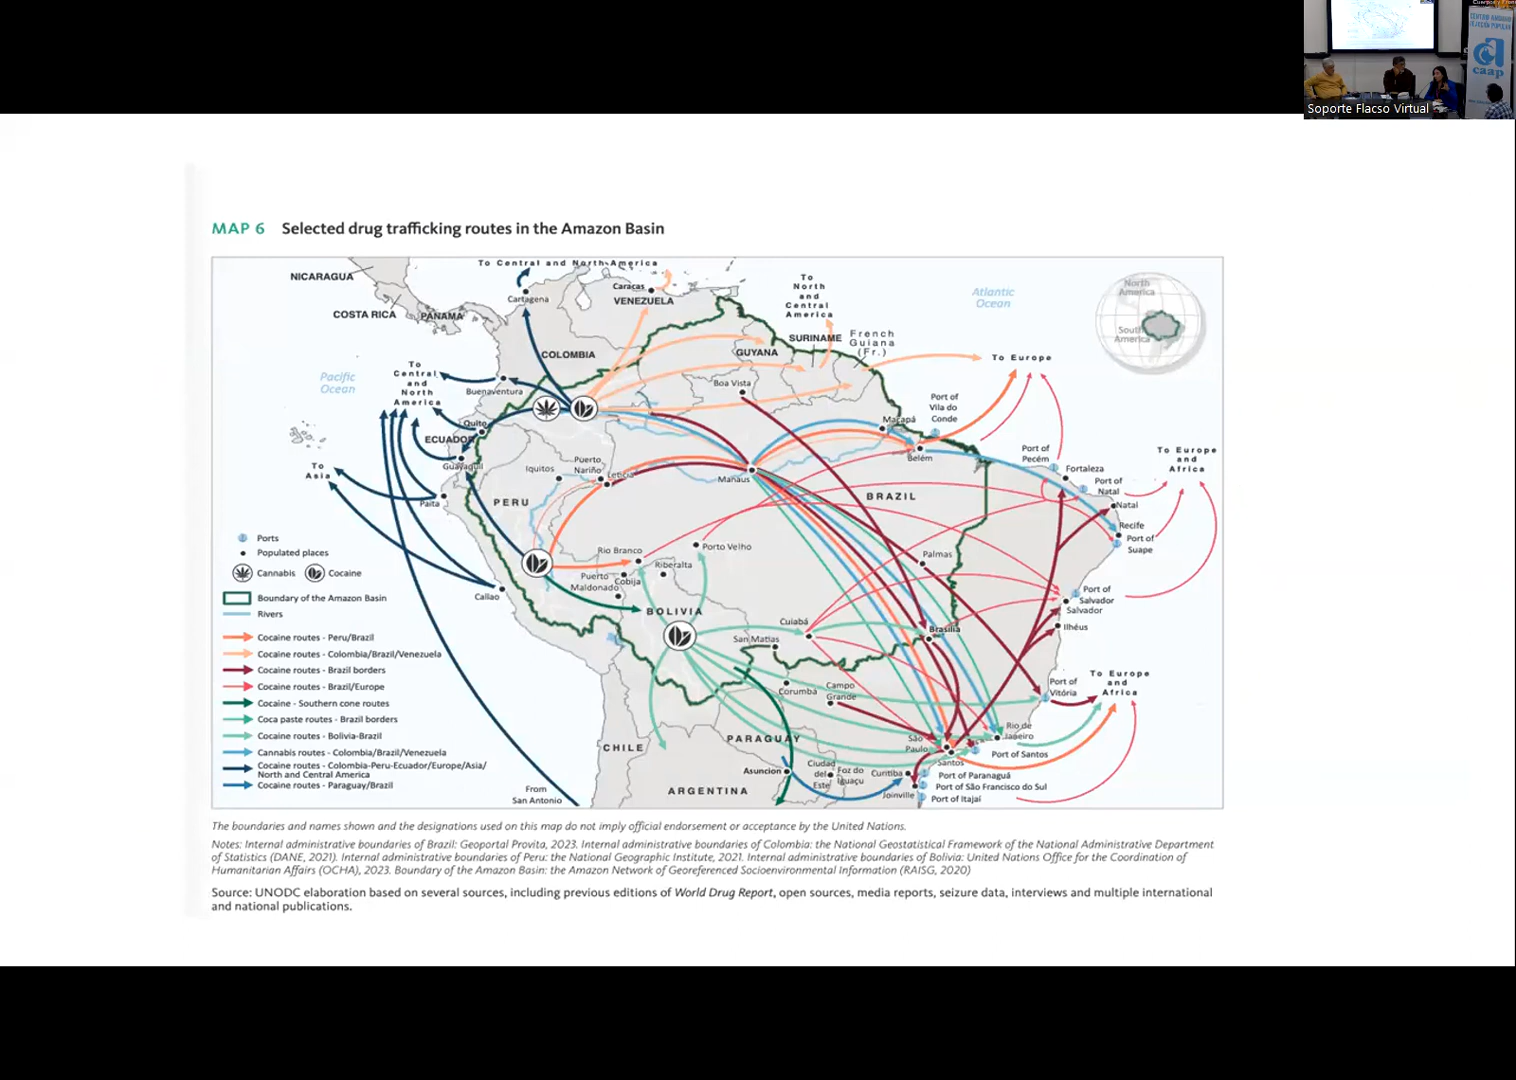 CENTRO ANDINO
caap
Soporte Flacso Virtual
MAP 6 Selected drug trafficking routes in the Amazon Basin
To Central and North America
NICARAGUA
COSTA RICA
PANAMA
Cartagena
Caracas
VENEZUELA
To
North
and
Central
America
Atlantic
Ocean
North
America
South
America
COLOMBIA
GUYANA
SURINAME
French
Guiana
(Fr.)
To Europe
Pacific
Ocean
To
Central
and
North
America
Buenaventura
Boa Vista
Port of
Vila do
Conde
Macapá
Quito
ECUADOR
Guayaquil
Belém
Port of
Pecém
Fortaleza
To Europe
and
Africa
To
Asia
Iquitos
Puerto
Nariño
Leticia
Manaus
Port of
Natal
Natal
Paita
PERU
BRAZIL
Recife
Port of
Suape
Rio Branco
Porto Velho
Palmas
Riberalta
Puerto
Maldonado
Cobija
Callao
BOLIVIA
Port of
Salvador
Salvador
Ilhéus
San Matías
Cuiabá
Brasília
Corumbá
Campo
Grande
Port of
Vitória
To Europe
and
Africa
CHILE
PARAGUAY
São
Paulo
Rio de
Janeiro
Santos
Port of Santos
Asuncion
Ciudad
del
Este
Foz do
Iguaçu
Curitiba
Port of Paranaguá
Port of São Francisco do Sul
Joinville
Port of Itajaí
ARGENTINA
From
San Antonio
Ports
Populated places
Cannabis
Cocaine
Boundary of the Amazon Basin
Rivers
Cocaine routes - Peru/Brazil
Cocaine routes - Colombia/Brazil/Venezuela
Cocaine routes - Brazil borders
Cocaine routes - Brazil/Europe
Cocaine - Southern cone routes
Coca paste routes - Brazil borders
Cocaine routes - Bolivia-Brazil
Cannabis routes - Colombia/Brazil/Venezuela
Cocaine routes - Colombia-Peru-Ecuador/Europe/Asia/
North and Central America
Cocaine routes - Paraguay/Brazil
The boundaries and names shown and the designations used on this map do not imply official endorsement or acceptance by the United Nations.
Notes: Internal administrative boundaries of Brazil: Geoportal Provita, 2023. Internal administrative boundaries of Colombia: the National Geostatistical Framework of the National Administrative Department
of Statistics (DANE, 2021). Internal administrative boundaries of Peru: the National Geographic Institute, 2021. Internal administrative boundaries of Bolivia: United Nations Office for the Coordination of
Humanitarian Affairs (OCHA), 2023. Boundary of the Amazon Basin: the Amazon Network of Georeferenced Socioenvironmental Information (RAISG, 2020)
Source: UNODC elaboration based on several sources, including previous editions of World Drug Report, open sources, media reports, seizure data, interviews and multiple international
and national publications.